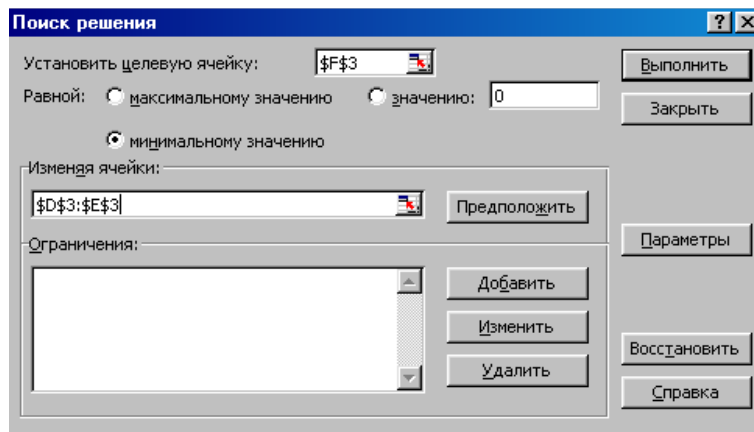 Поиск решения
Установить целевую ячейку: $F$3 Выполнить
Равной: максимальному значению значению: 0 Закрыть
минимальному значению
Изменяя ячейки:
$D$3:$E$3 Предположить
Ограничения: Параметры
Добавить
Изменить
Удалить
Восстановить
Справка